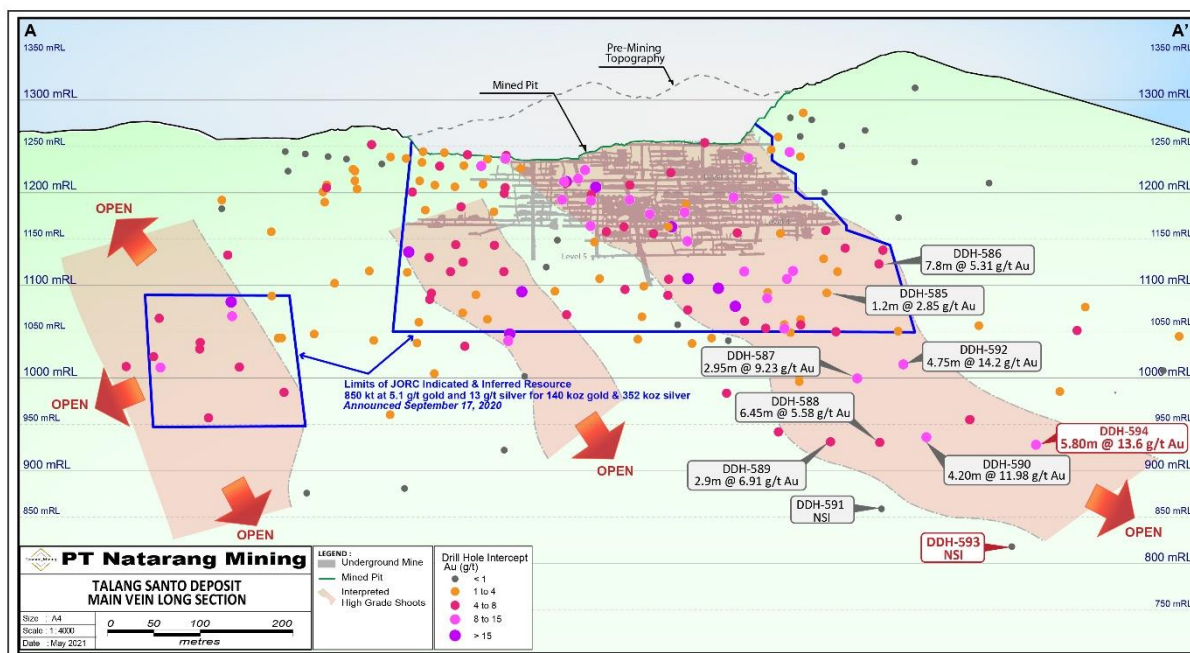 A
A'
1350 mRL
1350 mRL
Pre-Mining
Topography
Mined Pit
1300 mRL
1300 mRL
1250 mRL
1250 mRL
1200 mRL
1200 mRL
OPEN
1150 mRL
1150 mRL
Level 5
DDH-586
7.8m @ 5.31 g/t Au
1100 mRL
1100 mRL
DDH-585
1.2m @ 2.85 g/t Au
1050 mRL
1050 mRL
DDH-587
2.95m @ 9.23 g/t Au
DDH-592
4.75m @ 14.2 g/t Au
1000 mRL
1000 mRL
Limits of JORC Indicated & Inferred Resource
850 kt at 5.1 g/t gold and 13 g/t silver for 140 koz gold & 352 koz silver
Announced September 17, 2020
OPEN
DDH-588
6.45m @ 5.58 g/t Au
950 mRL
950 mRL
DDH-594
5.80m @ 13.6 g/t Au
OPEN
DDH-589
2.9m @ 6.91 g/t Au
DDH-590
4.20m @ 11.98 g/t Au
900 mRL
900 mRL
DDH-591
NSI
850 mRL
850 mRL
OPEN
OPEN
DDH-593
NSI
800 mRL
750 mRL
PT Natarang Mining
TALANG SANTO DEPOSIT
MAIN VEIN LONG SECTION
Size : A4
Scale : 1:4000
Date : May 2021
0 50 100 200
metres
LEGEND :
Underground Mine
Mined Pit
Interpreted
High Grade Shoots
Drill Hole Intercept
Au (g/t)
< 1
1 to 4
4 to 8
8 to 15
> 15